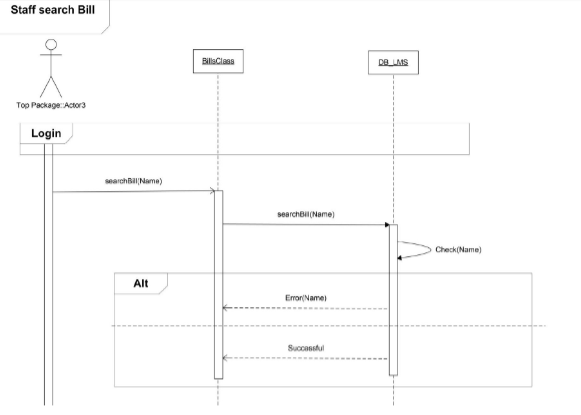 Staff search Bill
BillsClass
DB_LMS
Top Package::Actor3
Login
searchBill(Name)
searchBill(Name)
Check(Name)
Alt
Error(Name)
Successful